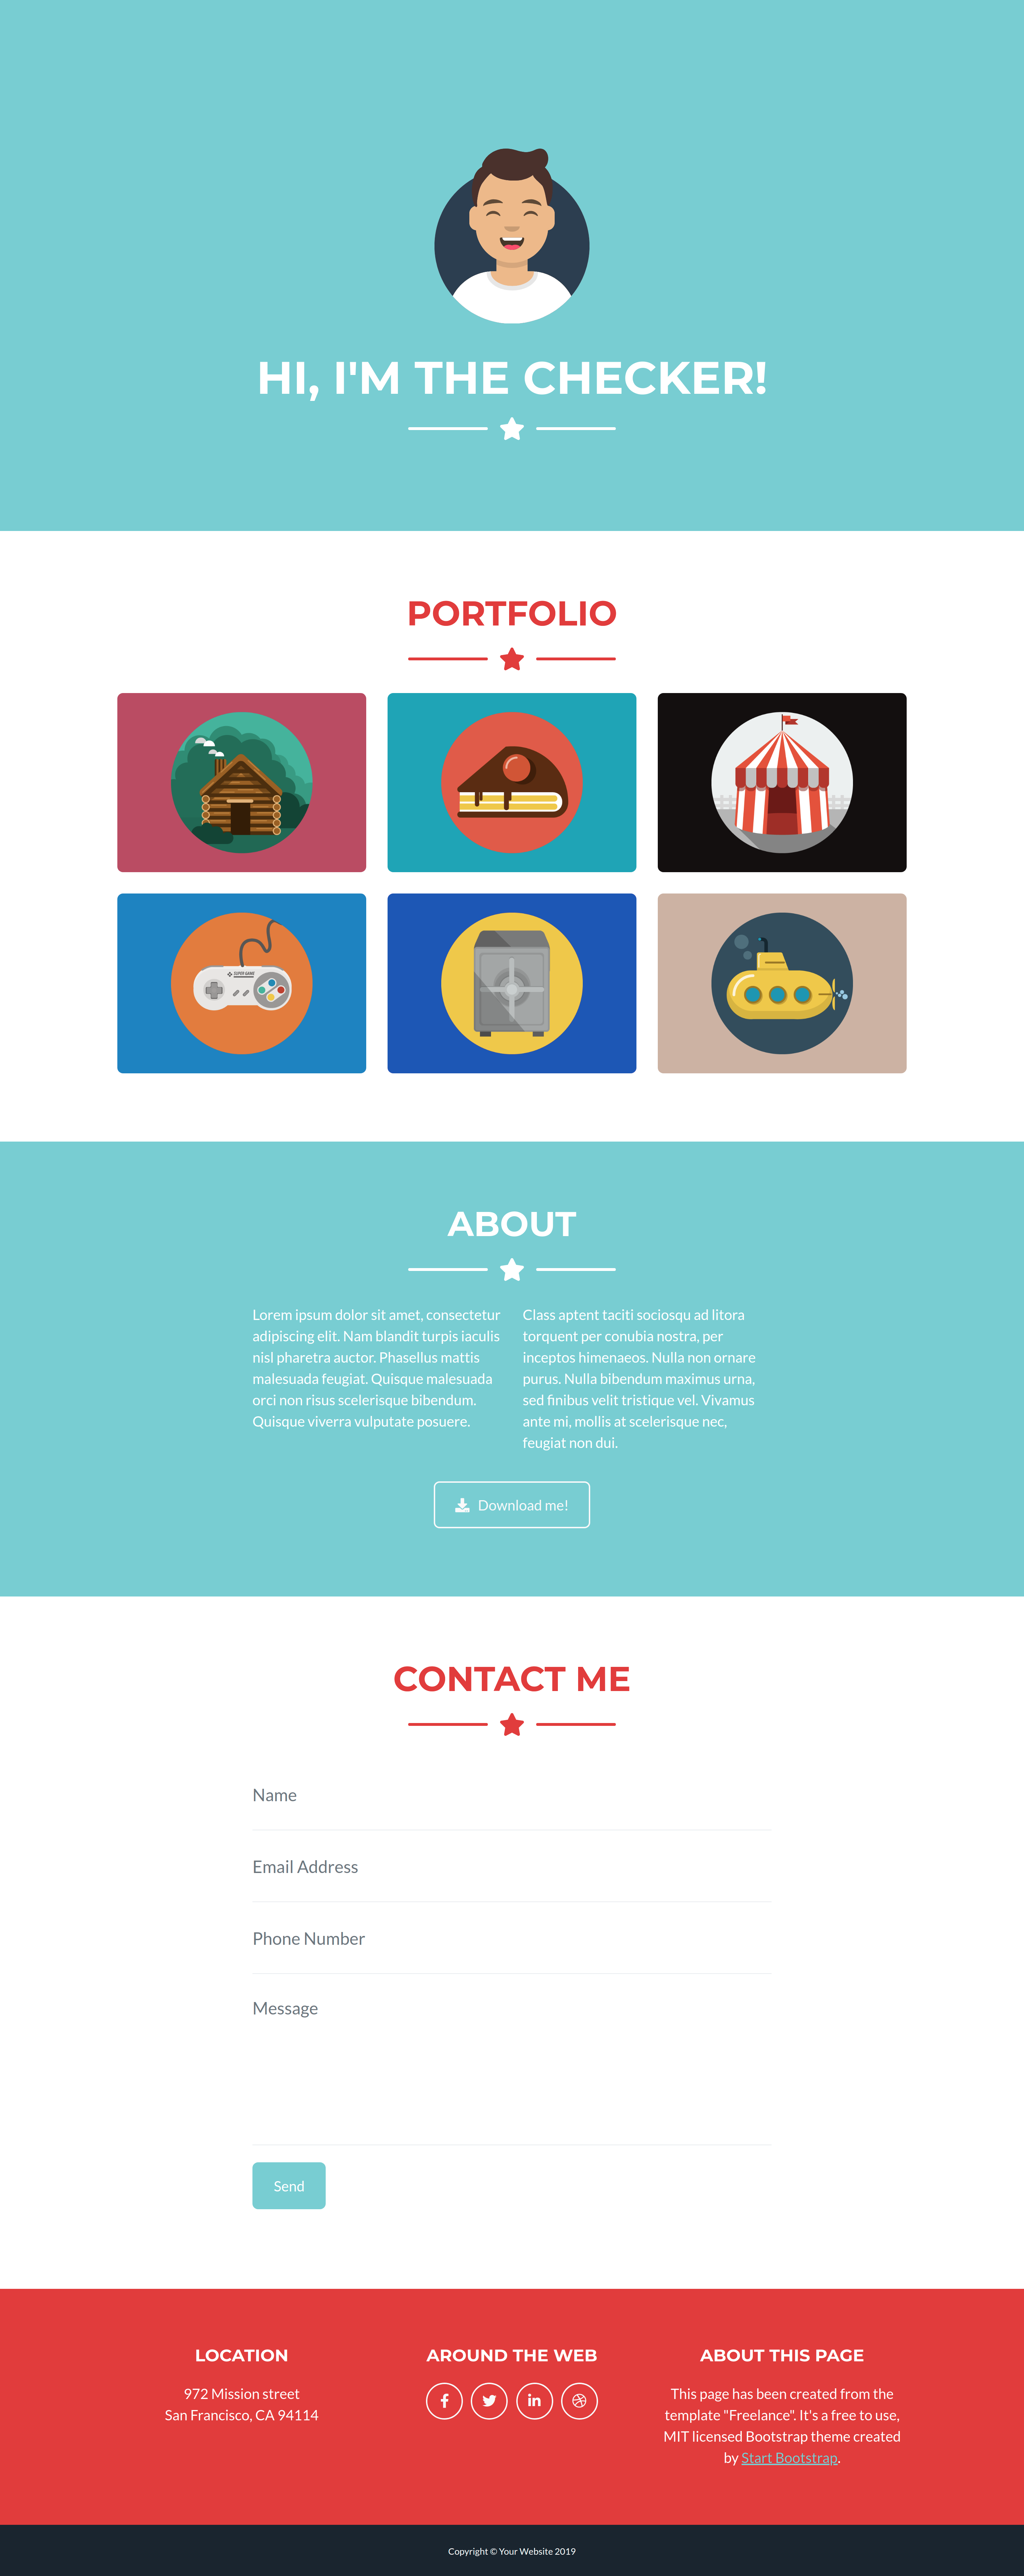 HI, I'M THE CHECKER!
PORTFOLIO
SUPER GAME
ABOUT
Lorem ipsum dolor sit amet, consectetur
adipiscing elit. Nam blandit turpis iaculis
nisl pharetra auctor. Phasellus mattis
malesuada feugiat. Quisque malesuada
orci non risus scelerisque bibendum.
Quisque viverra vulputate posuere.
Class aptent taciti sociosqu ad litora
torquent per conubia nostra, per
inceptos himenaeos. Nulla non ornare
purus. Nulla bibendum maximus urna,
sed finibus velit tristique vel. Vivamus
ante mi, mollis at scelerisque nec,
feugiat non dui.
Download me!
CONTACT ME
Name
Email Address
Phone Number
Message
Send
LOCATION
972 Mission street
San Francisco, CA 94114
AROUND THE WEB
ABOUT THIS PAGE
This page has been created from the
template "Freelance". It's a free to use,
MIT licensed Bootstrap theme created
by Start Bootstrap.
Copyright © Your Website 2019